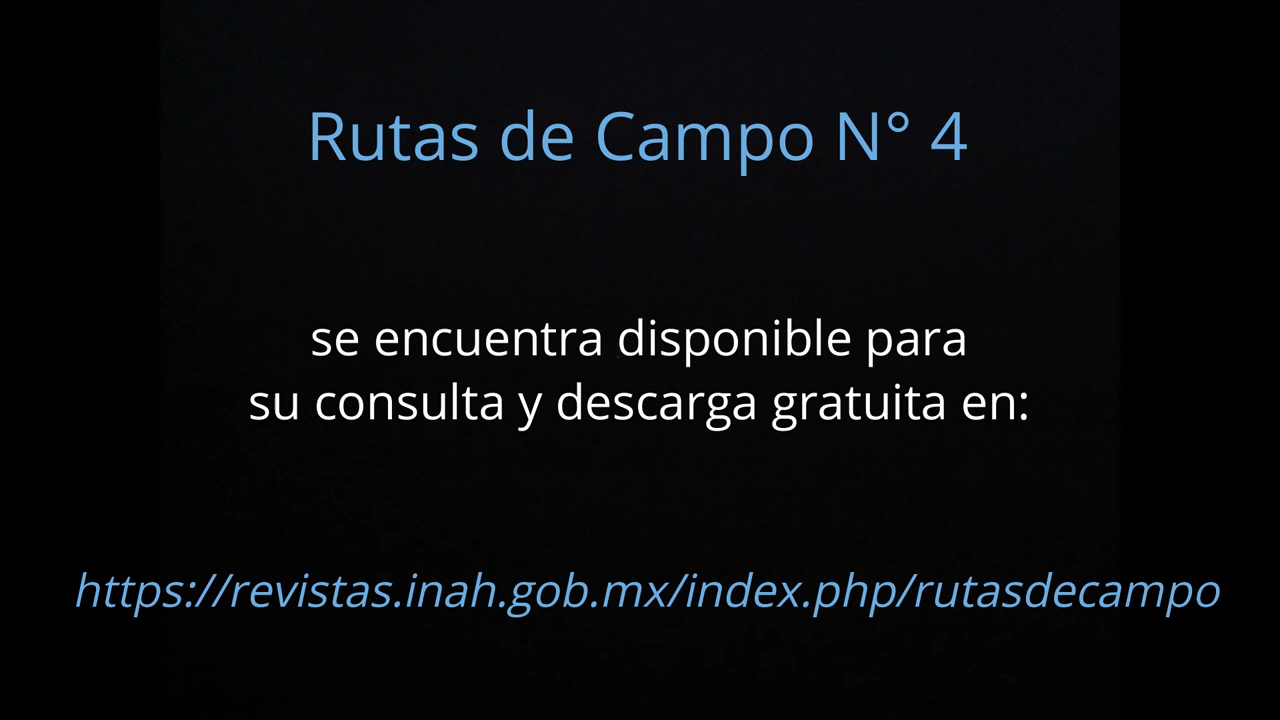 Rutas de Campo N° 4
se encuentra disponible para
su consulta y descarga gratuita en:
https://revistas.inah.gob.mx/index.php/rutasdecampo